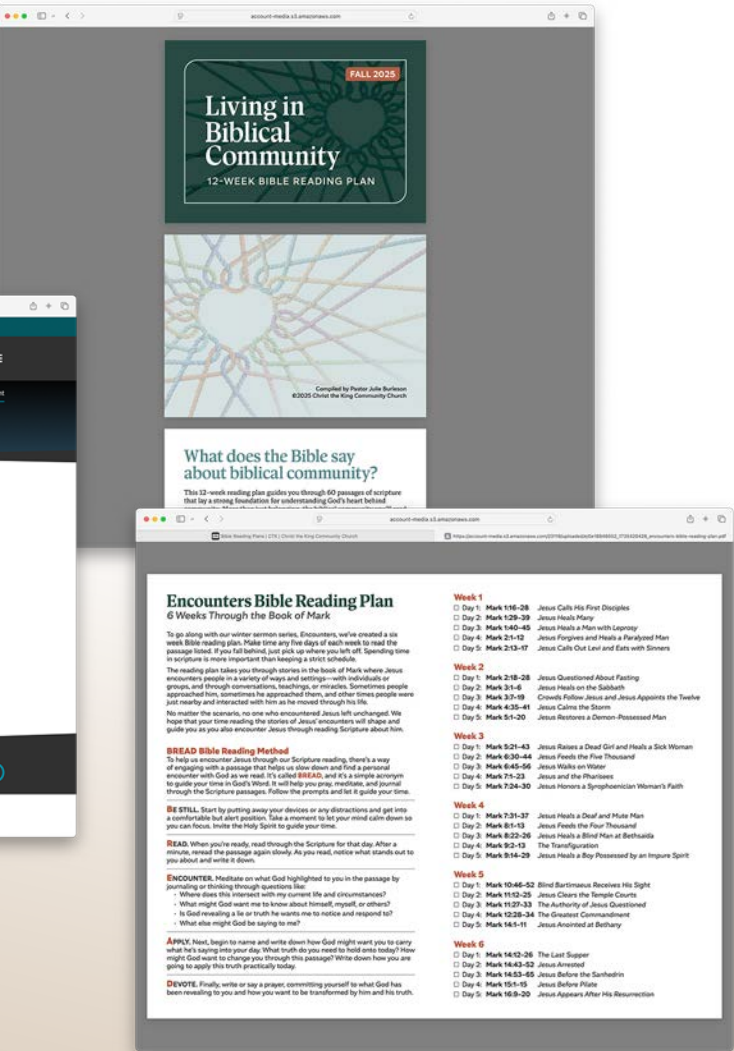 account-media.s3.amazonaws.com
FALL 2025
Living in
Biblical
Community
12-WEEK BIBLE READING PLAN
Compiled by Pastor Julie Burleson
©2025 Christ the King Community Church
What does the Bible say
about biblical community?
This 12-week reading plan guides you through 60 passages of scripture
that lay a strong foundation for understanding God's heart behind
account-media.s3.amazonaws.com
Bible Reading Plans | CTK | Christ the King Community Church
Encounters Bible Reading Plan
6 Weeks Through the Book of Mark
To go along with our winter sermon series, Encounters, we've created a six
week Bible reading plan. Make time any five days of each week to read the
passage listed. If you fall behind, just pick up where you left off. Spending time
in scripture is more important than keeping a strict schedule.
The reading plan takes you through stories in the book of Mark where Jesus
encounters people in a variety of ways and settings—with individuals or
groups, and through conversations, teachings, or miracles. Sometimes people
approached him, sometimes he approached them, and other times people were
just nearby and interacted with him as he moved through his life.
No matter the scenario, no one who encountered Jesus left unchanged. We
hope that your time reading the stories of Jesus' encounters will shape and
guide you as you also encounter Jesus through reading Scripture about him.
BREAD Bible Reading Method
To help us encounter Jesus through our Scripture reading, there's a way
of engaging with a passage that helps us slow down and find a personal
encounter with God as we read. It's called BREAD, and it's a simple acronym
to guide your time in God's Word. It will help you pray, meditate, and journal
through the Scripture passages. Follow the prompts and let it guide your time.
BE STILL. Start by putting away your devices or any distractions and get into
a comfortable but alert position. Take a moment to let your mind calm down so
you can focus. Invite the Holy Spirit to guide your time.
READ. When you're ready, read through the Scripture for that day. After a
minute, reread the passage again slowly. As you read, notice what stands out to
you about and write it down.
ENCOUNTER. Meditate on what God highlighted to you in the passage by
journaling or thinking through questions like:
• Where does this intersect with my current life and circumstances?
• What might God want me to know about himself, myself, or others?
• Is God revealing a lie or truth he wants me to notice and respond to?
• What else might God be saying to me?
APPLY. Next, begin to name and write down how God might want you to carry
what he's saying into your day. What truth do you need to hold onto today? How
might God want to change you through this passage? Write down how you are
going to apply this truth practically today.
DEVOTE. Finally, write or say a prayer, committing yourself to what God has
been revealing to you and how you want to be transformed by him and his truth.
Week 1
Day 1: Mark 1:16-28 Jesus Calls His First Disciples
Day 2: Mark 1:29-39 Jesus Heals Many
Day 3: Mark 1:40-45 Jesus Heals a Man with Leprosy
Day 4: Mark 2:1-12 Jesus Forgives and Heals a Paralyzed Man
Day 5: Mark 2:13-17 Jesus Calls Out Levi and Eats with Sinners
Week 2
Day 1: Mark 2:18-28 Jesus Questioned About Fasting
Day 2: Mark 3:1-6 Jesus Heals on the Sabbath
Day 3: Mark 3:7-19 Crowds Follow Jesus and Jesus Appoints the Twelve
Day 4: Mark 4:35-41 Jesus Calms the Storm
Day 5: Mark 5:1-20 Jesus Restores a Demon-Possessed Man
Week 3
Day 1: Mark 5:21-43 Jesus Raises a Dead Girl and Heals a Sick Woman
Day 2: Mark 6:30-44 Jesus Feeds the Five Thousand
Day 3: Mark 6:45-56 Jesus Walks on Water
Day 4: Mark 7:1-23 Jesus and the Pharisees
Day 5: Mark 7:24-30 Jesus Honors a Syrophoenician Woman's Faith
Week 4
Day 1: Mark 7:31-37 Jesus Heals a Deaf and Mute Man
Day 2: Mark 8:1-13 Jesus Feeds the Four Thousand
Day 3: Mark 8:22-26 Jesus Heals a Blind Man at Bethsaida
Day 4: Mark 9:2-13 The Transfiguration
Day 5: Mark 9:14-29 Jesus Heals a Boy Possessed by an Impure Spirit
Week 5
Day 1: Mark 10:46-52 Blind Bartimaeus Receives His Sight
Day 2: Mark 11:12-25 Jesus Clears the Temple Courts
Day 3: Mark 11:27-33 The Authority of Jesus Questioned
Day 4: Mark 12:28-34 The Greatest Commandment
Day 5: Mark 14:1-11 Jesus Anointed at Bethany
Week 6
Day 1: Mark 14:12-26 The Last Supper
Day 2: Mark 14:43-52 Jesus Arrested
Day 3: Mark 14:53-65 Jesus Before the Sanhedrin
Day 4: Mark 15:1-15 Jesus Before Pilate
Day 5: Mark 16:9-20 Jesus Appears After His Resurrection